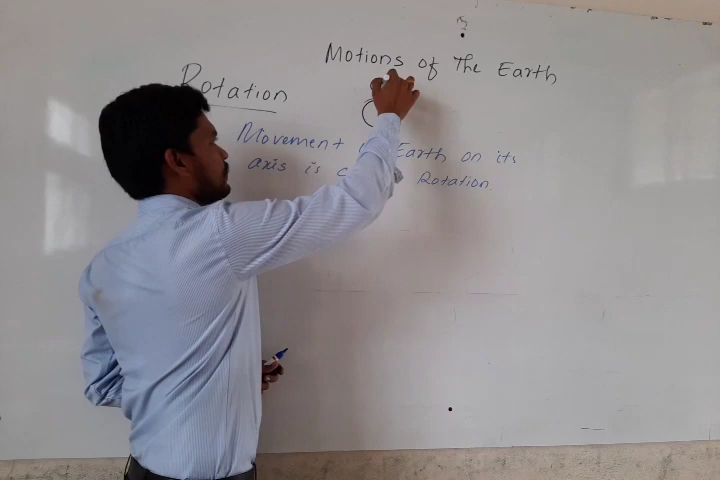 Motions of The Earth
Rotation
Movement Earth on its
axis is Rotation.